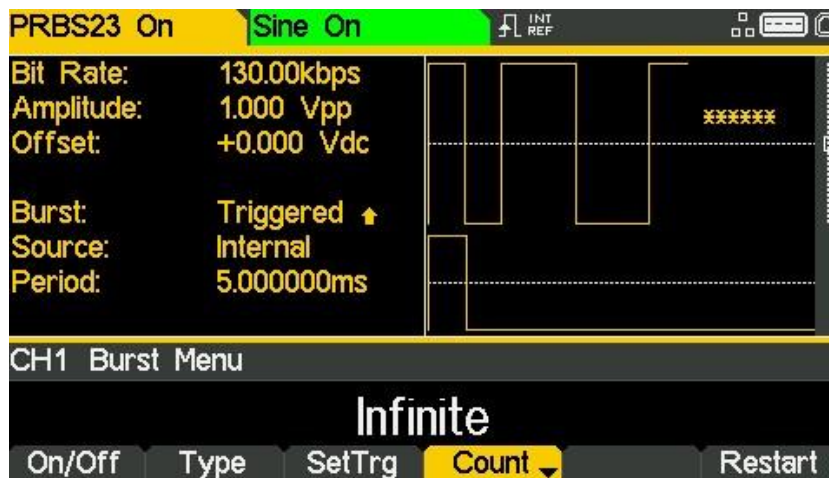 PRBS23 On Sine On INT REF
Bit Rate: 130.00kbps
Amplitude: 1.000 Vpp
Offset: +0.000 Vdc
Burst: Triggered
Source: Internal
Period: 5.000000ms
CH1 Burst Menu
Infinite
On/Off Type SetTrg Count Restart